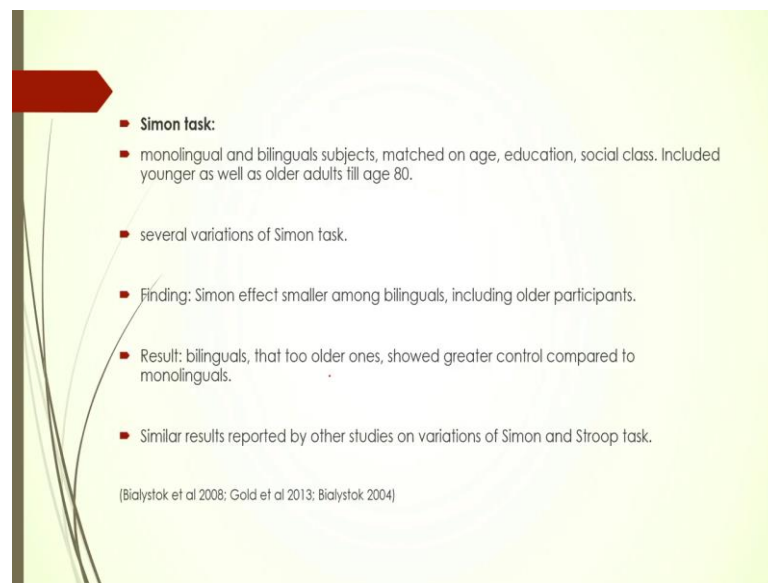 Simon task:
monolingual and bilinguals subjects, matched on age, education, social class. Included
younger as well as older adults till age 80.
several variations of Simon task.
Finding: Simon effect smaller among bilinguals, including older participants.
Result: bilinguals, that too older ones, showed greater control compared to
monolinguals.
Similar results reported by other studies on variations of Simon and Stroop task.
(Bialystok et al 2008; Gold et al 2013; Bialystok 2004)